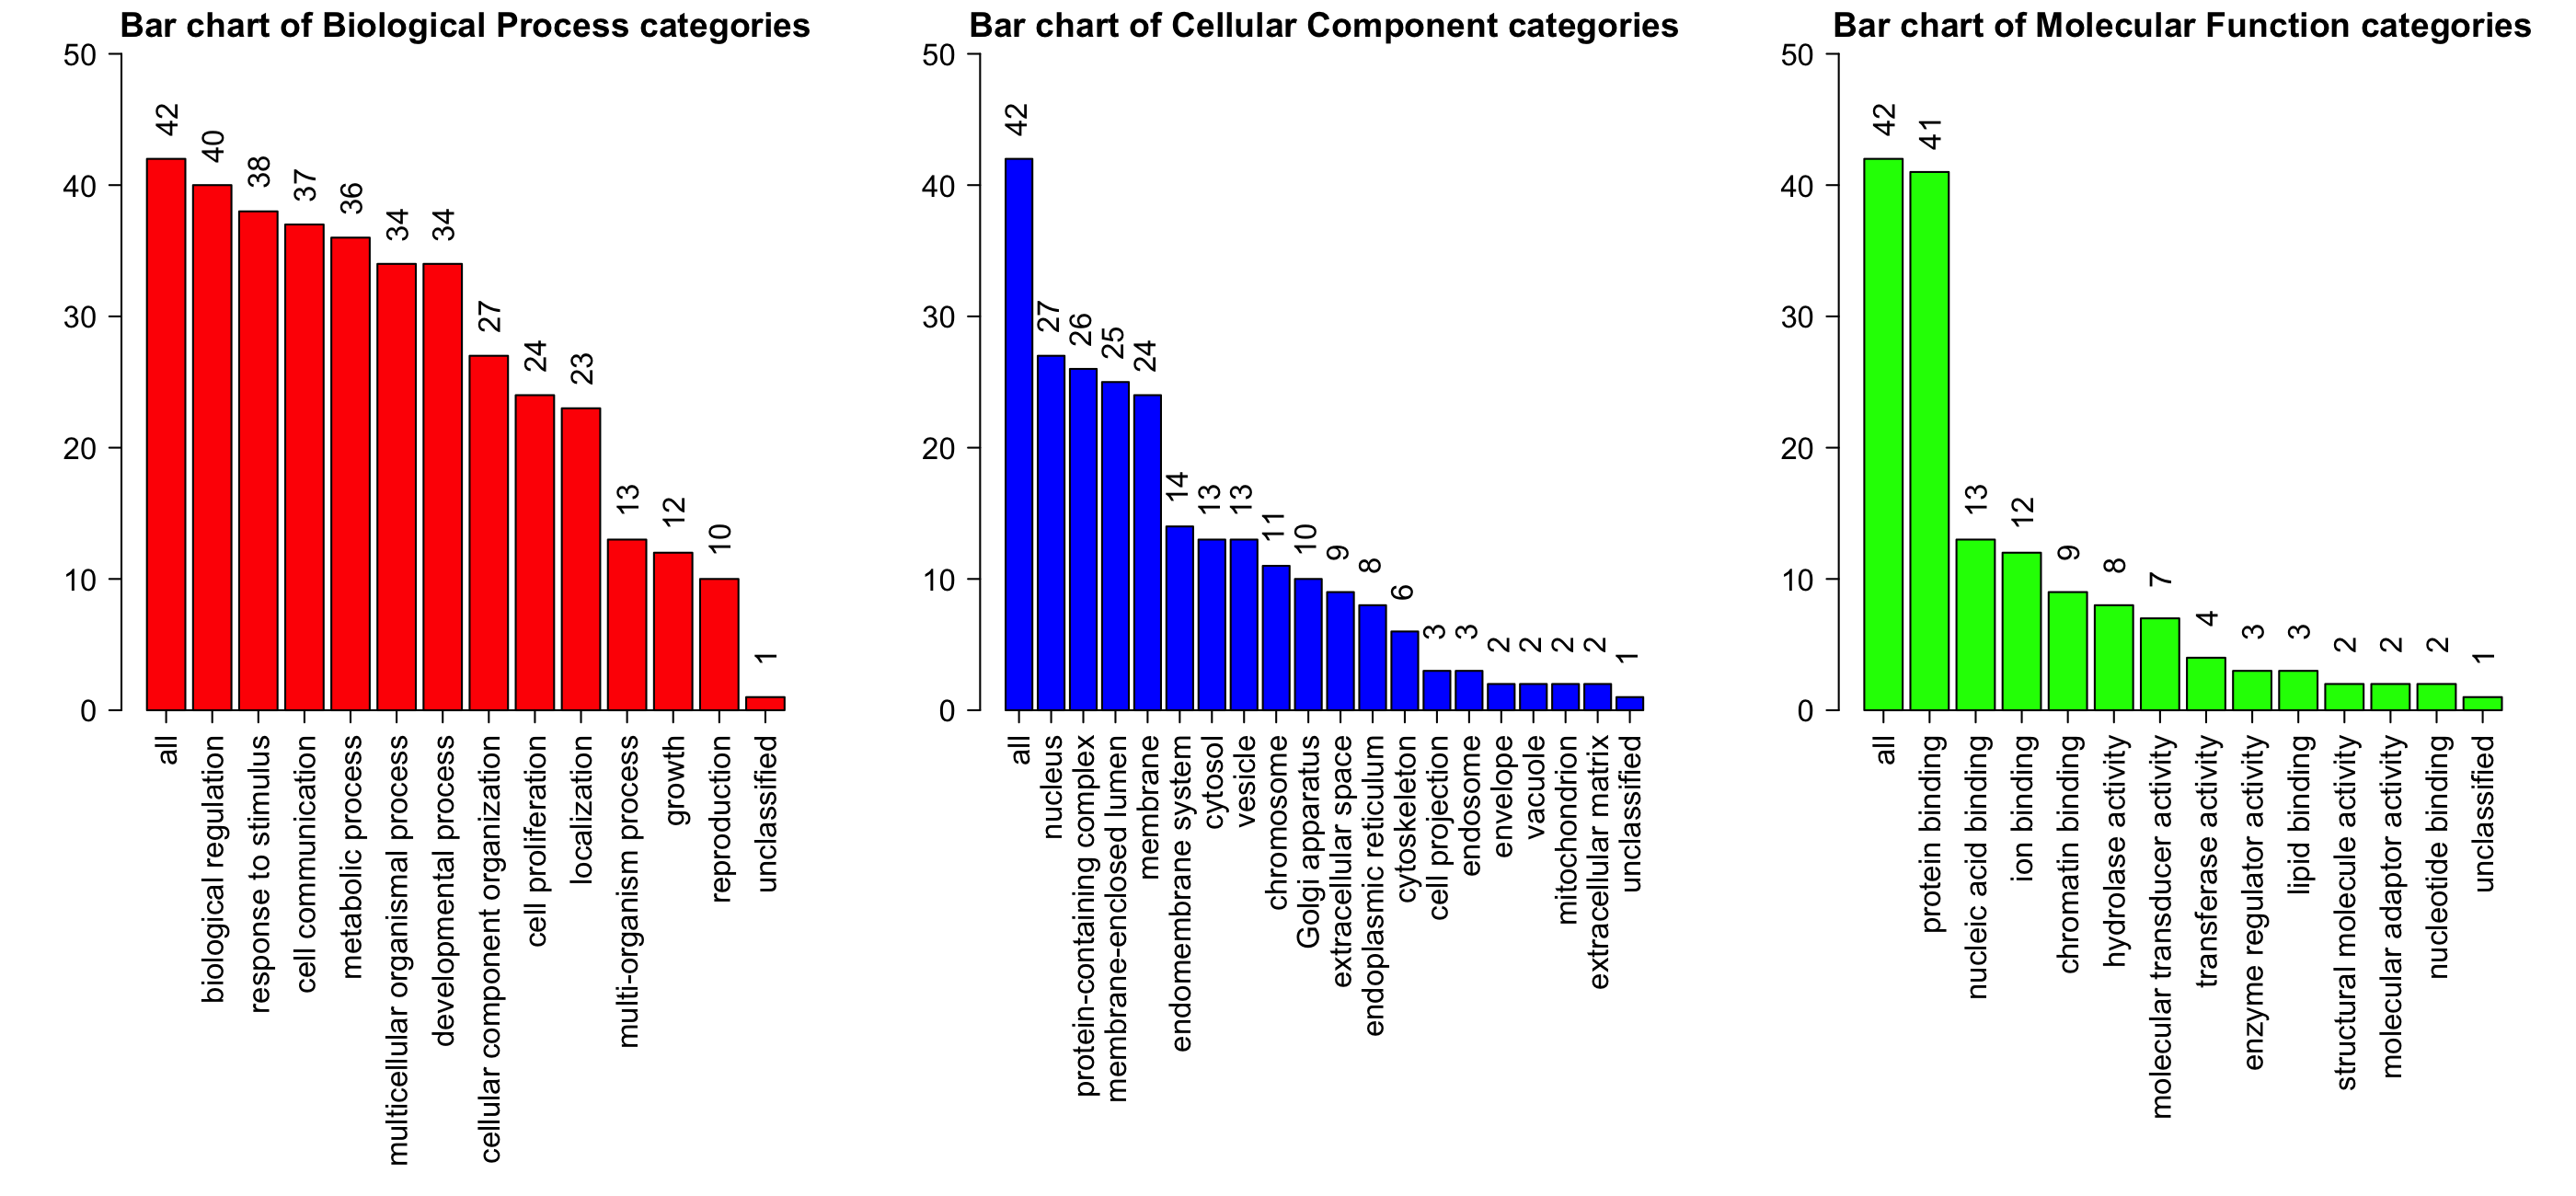 Bar chart of Biological Process categories
50
40
30
20
10
0
42
40
38
37
36
34
34
27
24
23
13
12
10
1
all
biological regulation
response to stimulus
cell communication
metabolic process
multicellular organismal process
developmental process
cellular component organization
cell proliferation
localization
multi-organism process
growth
reproduction
unclassified
Bar chart of Cellular Component categories
50
40
30
20
10
0
42
27
26
25
24
14
13
13
11
10
9
8
6
3
3
2
2
2
2
1
all
nucleus
protein-containing complex
membrane-enclosed lumen
membrane
endomembrane system
cytosol
vesicle
chromosome
Golgi apparatus
extracellular space
endoplasmic reticulum
cytoskeleton
cell projection
endosome
envelope
vacuole
mitochondrion
extracellular matrix
unclassified
Bar chart of Molecular Function categories
50
40
30
20
10
0
42
41
13
12
9
8
7
4
3
3
2
2
2
1
all
protein binding
nucleic acid binding
ion binding
chromatin binding
hydrolase activity
molecular transducer activity
transferase activity
enzyme regulator activity
lipid binding
structural molecule activity
molecular adaptor activity
nucleotide binding
unclassified